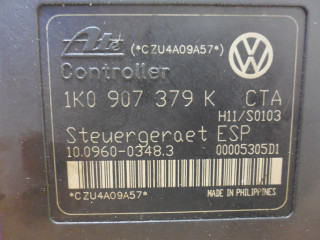 Ate (*CZU4A09A57*)
Controller
1K0 907 379 K CTA
H11/S0103
Steuergeraet ESP
10.0960-0348.3 00005305D1
*CZU4A09A57* MADE IN PHILIPPINES